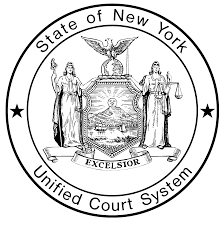 State of New York
EXCELSIOR
Unified Court System